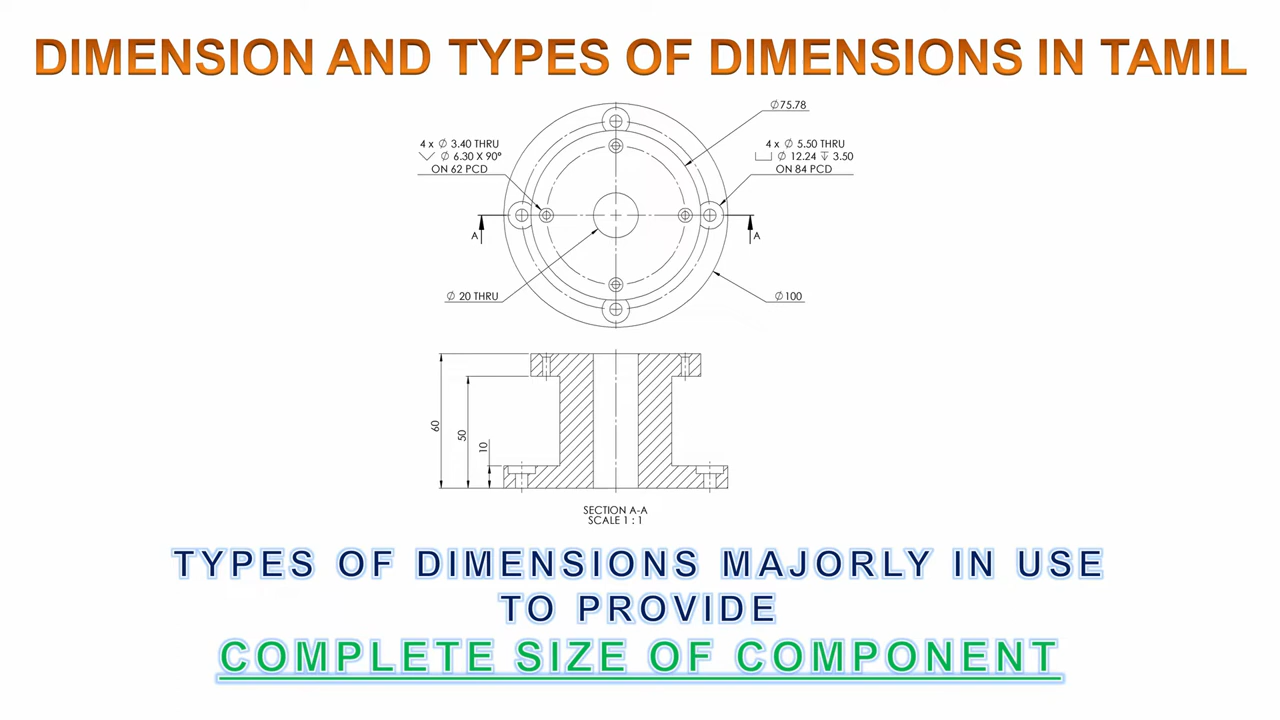 DIMENSION AND TYPES OF DIMENSIONS IN TAMIL
∅75.78
4 x ∅ 3.40 THRU
⌵ ∅ 6.30 X 90°
ON 62 PCD
4 x ∅ 5.50 THRU
⌴ ∅ 12.24 ↧ 3.50
ON 84 PCD
A
A
∅ 20 THRU
∅100
60
50
10
SECTION A-A
SCALE 1 : 1
TYPES OF DIMENSIONS MAJORLY IN USE
TO PROVIDE
COMPLETE SIZE OF COMPONENT